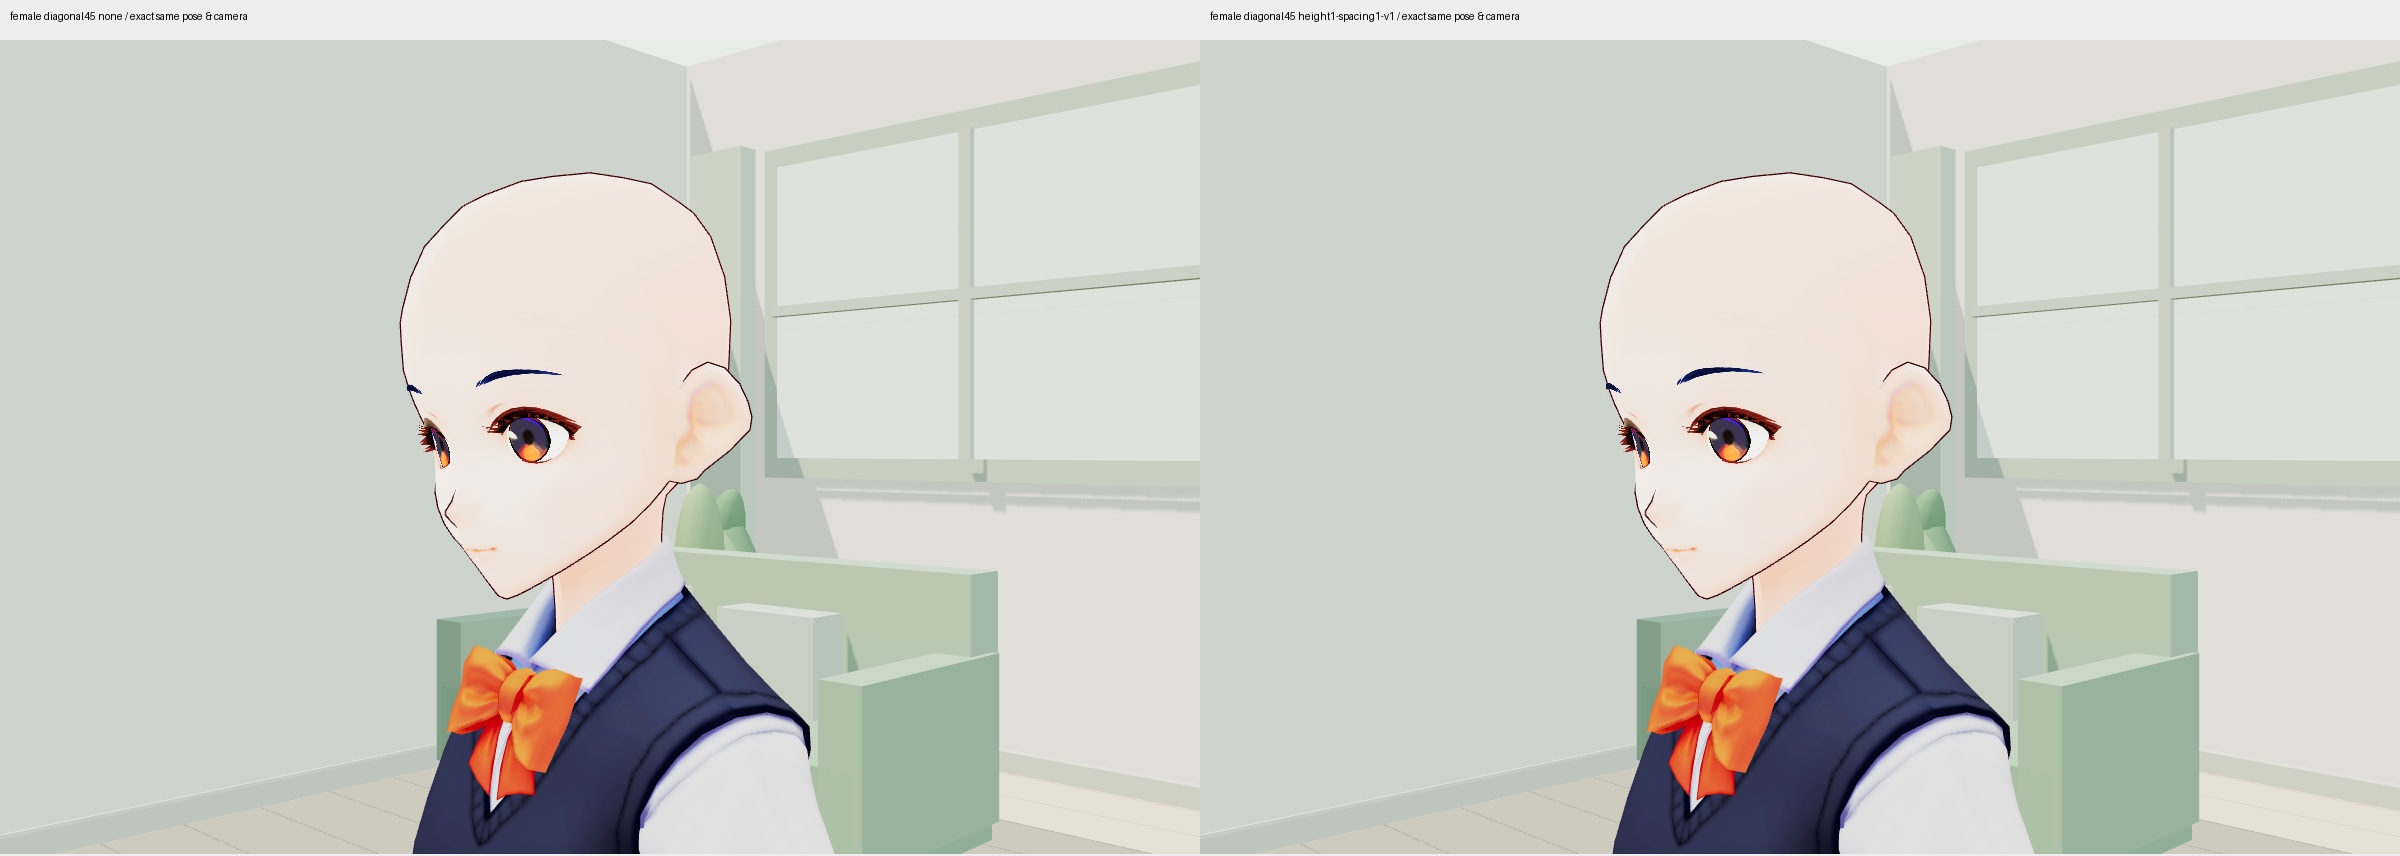 female diagonal45 none / exact same pose & camera
female diagonal45 height1-spacing1-v1 / exact same pose & camera